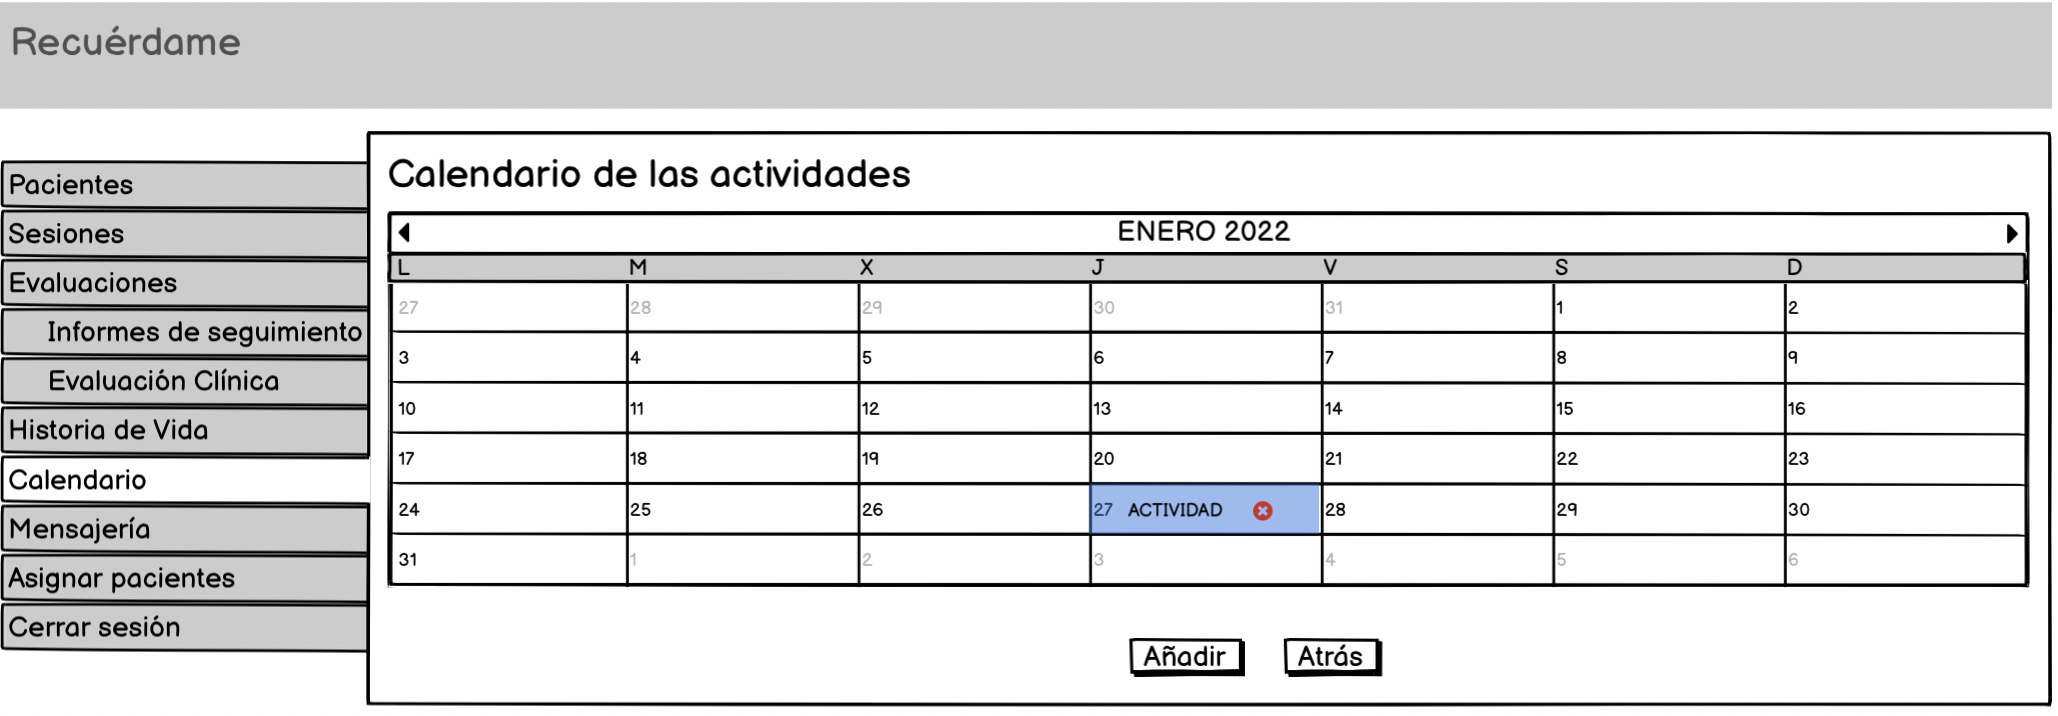 Recuérdame
Pacientes
Sesiones
Evaluaciones
Informes de seguimiento
Evaluación Clínica
Historia de Vida
Calendario
Mensajería
Asignar pacientes
Cerrar sesión
Calendario de las actividades
ENERO 2022
L M X J V S D
27 28 29 30 31 1 2
3 4 5 6 7 8 9
10 11 12 13 14 15 16
17 18 19 20 21 22 23
24 25 26 27 ACTIVIDAD 28 29 30
31 1 2 3 4 5 6
Añadir Atrás